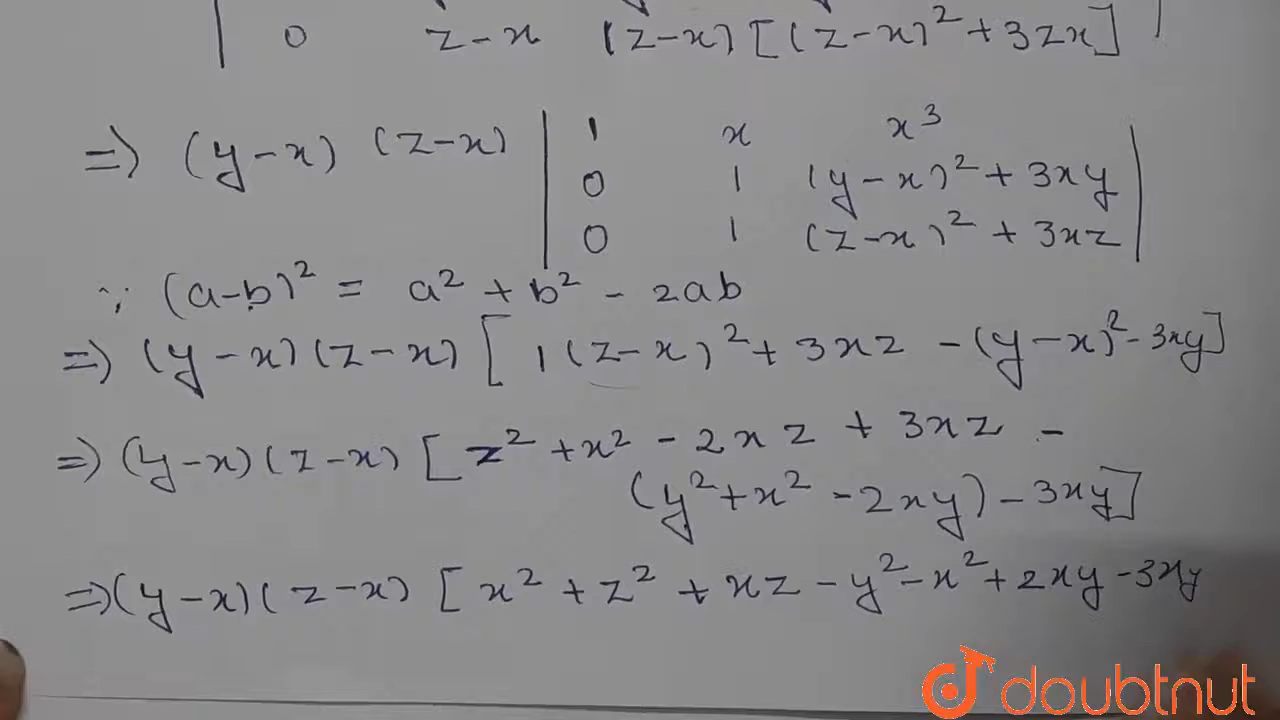 | 0 z-x (z-x)[(z-x)²+3zx] |
=> (y-x) (z-x) | 1 x x³
0 1 (y-x)²+3xy
0 1 (z-x)²+3xz |
∵ (a-b)² = a² + b² - 2ab
=> (y-x)(z-x) [ 1(z-x)²+3xz -(y-x)²-3xy]
=> (y-x)(z-x) [ z²+x² - 2xz + 3xz -
(y²+x² -2xy) -3xy]
=> (y-x)(z-x) [ x² + z² + xz - y²-x²+2xy-3xy
doubtnut